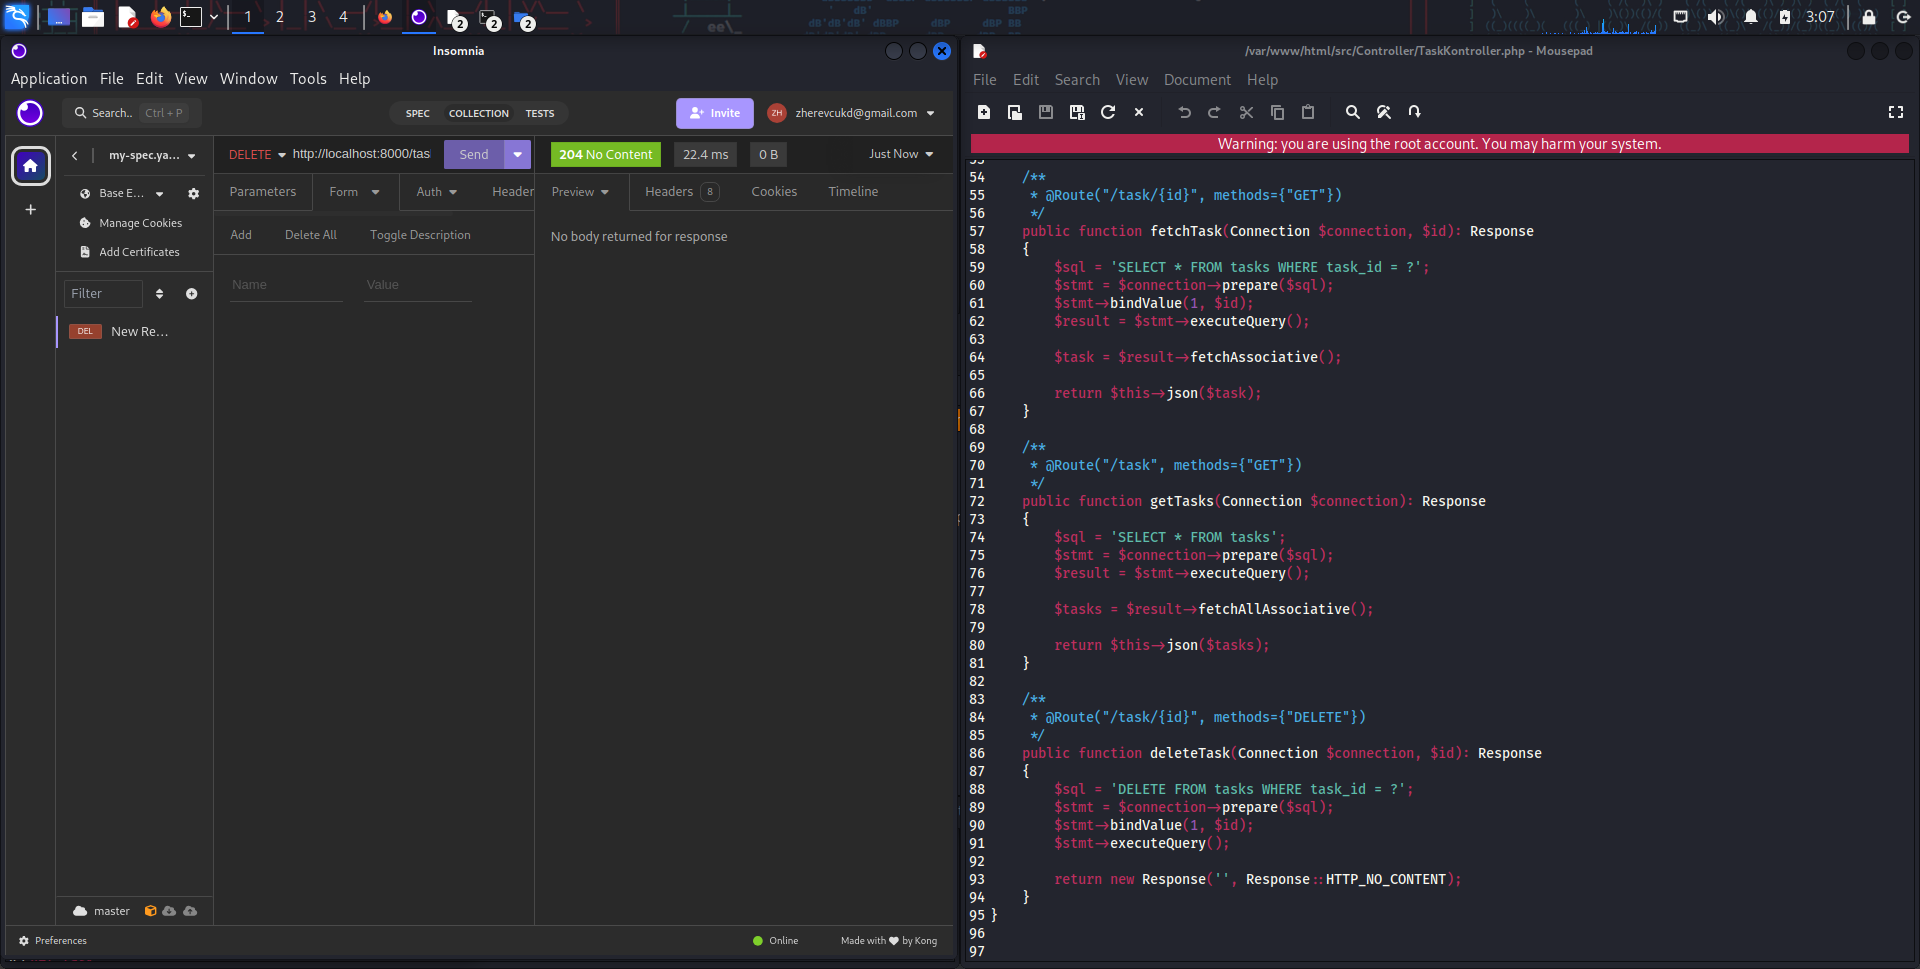 1 2 3 4 2 2 2 3:07
Insomnia
Application File Edit View Window Tools Help
Search.. Ctrl + P SPEC COLLECTION TESTS Invite ZH zherevcukd@gmail.com
my-spec.ya... DELETE http://localhost:8000/tas Send 204 No Content 22.4 ms 0 B Just Now
Base E... Parameters Form Auth Header Preview Headers 8 Cookies Timeline
Manage Cookies
Add Certificates
Add Delete All Toggle Description
No body returned for response
Name Value
Filter
DEL New Re...
master
Preferences Online Made with by Kong
/var/www/html/src/Controller/TaskKontroller.php - Mousepad
File Edit Search View Document Help
Warning: you are using the root account. You may harm your system.
54 /**
55 * @Route("/task/{id}", methods={"GET"})
56 */
57 public function fetchTask(Connection $connection, $id): Response
58 {
59 $sql = 'SELECT * FROM tasks WHERE task_id = ?';
60 $stmt = $connection->prepare($sql);
61 $stmt->bindValue(1, $id);
62 $result = $stmt->executeQuery();
63
64 $task = $result->fetchAssociative();
65
66 return $this->json($task);
67 }
68
69 /**
70 * @Route("/task", methods={"GET"})
71 */
72 public function getTasks(Connection $connection): Response
73 {
74 $sql = 'SELECT * FROM tasks';
75 $stmt = $connection->prepare($sql);
76 $result = $stmt->executeQuery();
77
78 $tasks = $result->fetchAllAssociative();
79
80 return $this->json($tasks);
81 }
82
83 /**
84 * @Route("/task/{id}", methods={"DELETE"})
85 */
86 public function deleteTask(Connection $connection, $id): Response
87 {
88 $sql = 'DELETE FROM tasks WHERE task_id = ?';
89 $stmt = $connection->prepare($sql);
90 $stmt->bindValue(1, $id);
91 $stmt->executeQuery();
92
93 return new Response('', Response::HTTP_NO_CONTENT);
94 }
95 }
96
97